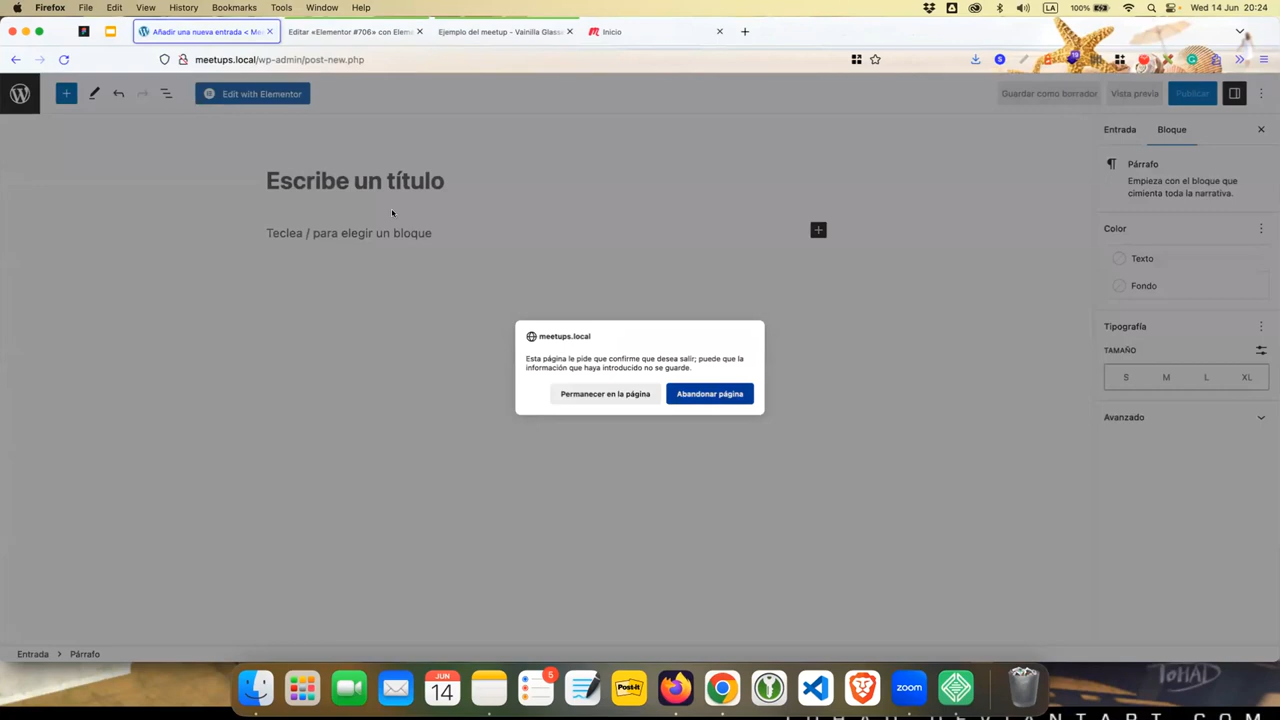 Firefox File Edit View History Bookmarks Tools Window Help LA 100% Wed 14 Jun 20:24
Añadir una nueva entrada < Me
Editar «Elementor #706» con Elem
Ejemplo del meetup - Vainilla Glass
Inicio
meetups.local/wp-admin/post-new.php
Edit with Elementor
Guardar como borrador
Vista previa
Publicar
Entrada
Bloque
Escribe un título
Teclea / para elegir un bloque
Párrafo
Empieza con el bloque que
cimienta toda la narrativa.
Color
Texto
Fondo
Tipografía
TAMAÑO
S M L XL
Avanzado
meetups.local
Esta página le pide que confirme que desea salir; puede que la
información que haya introducido no se guarde.
Permanecer en la página
Abandonar página
Entrada > Párrafo
JUN
14
5
Post-it
zoom
TOHAD